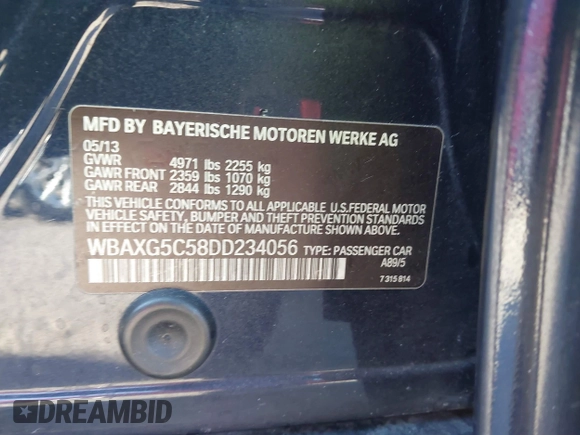 MFD BY BAYERISCHE MOTOREN WERKE AG
05/13
GVWR 4971 lbs 2255 kg
GAWR FRONT 2359 lbs 1070 kg
GAWR REAR 2844 lbs 1290 kg
THIS VEHICLE CONFORMS TO ALL APPLICABLE U.S.FEDERAL MOTOR
VEHICLE SAFETY, BUMPER AND THEFT PREVENTION STANDARDS
IN EFFECT ON THE DATE OF MANUFACTURE SHOWN ABOVE.
WBAXG5C58DD234056 TYPE: PASSENGER CAR
A89/5
7 315 814
DREAMBID